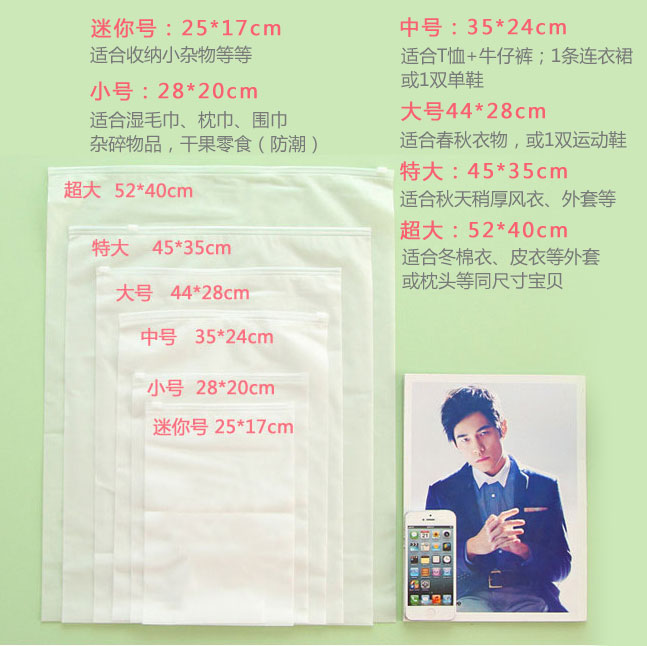 迷你号：25*17cm
适合收纳小杂物等等
小号：28*20cm
适合湿毛巾、枕巾、围巾
杂碎物品，干果零食（防潮）
中号：35*24cm
适合T恤+牛仔裤；1条连衣裙
或1双单鞋
大号44*28cm
适合春秋衣物，或1双运动鞋
特大：45*35cm
适合秋天稍厚风衣、外套等
超大：52*40cm
适合冬棉衣、皮衣等外套
或枕头等同尺寸宝贝
超大 52*40cm
特大 45*35cm
大号 44*28cm
中号 35*24cm
小号 28*20cm
迷你号 25*17cm